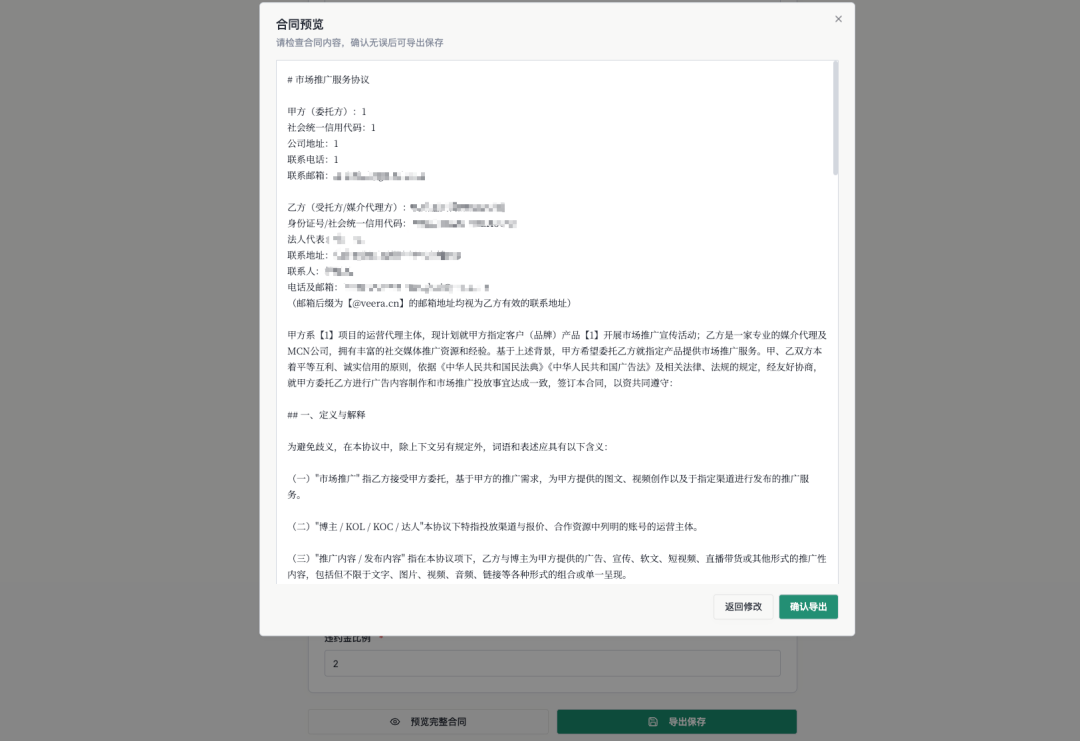 合同预览
请检查合同内容，确认无误后可导出保存
# 市场推广服务协议
甲方（委托方）：1
社会统一信用代码：1
公司地址：1
联系电话：1
联系邮箱：
乙方（受托方/媒介代理方）：
身份证号/社会统一信用代码：
法人代表：
联系地址：
联系人：
电话及邮箱：
（邮箱后缀为【@veera.cn】的邮箱地址均视为乙方有效的联系地址）
甲方系【1】项目的运营代理主体，现计划就甲方指定客户（品牌）产品【1】开展市场推广宣传活动；乙方是一家专业的媒介代理及
MCN公司，拥有丰富的社交媒体推广资源和经验。基于上述背景，甲方希望委托乙方就指定产品提供市场推广服务。甲、乙双方本
着平等互利、诚实信用的原则，依据《中华人民共和国民法典》《中华人民共和国广告法》及相关法律、法规的规定，经友好协商，
就甲方委托乙方进行广告内容制作和市场推广投放事宜达成一致，签订本合同，以资共同遵守：
## 一、定义与解释
为避免歧义，在本协议中，除上下文另有规定外，词语和表述应具有以下含义：
（一）"市场推广" 指乙方接受甲方委托，基于甲方的推广需求，为甲方提供的图文、视频创作以及于指定渠道进行发布的推广服
务。
（二）"博主 / KOL / KOC / 达人"本协议下特指投放渠道与报价、合作资源中列明的账号的运营主体。
（三）"推广内容 / 发布内容" 指在本协议项下，乙方与博主为甲方提供的广告、宣传、软文、短视频、直播带货或其他形式的推广性
内容，包括但不限于文字、图片、视频、音频、链接等各种形式的组合或单一呈现。
返回修改
确认导出
违约金比例 *
2
预览完整合同
导出保存